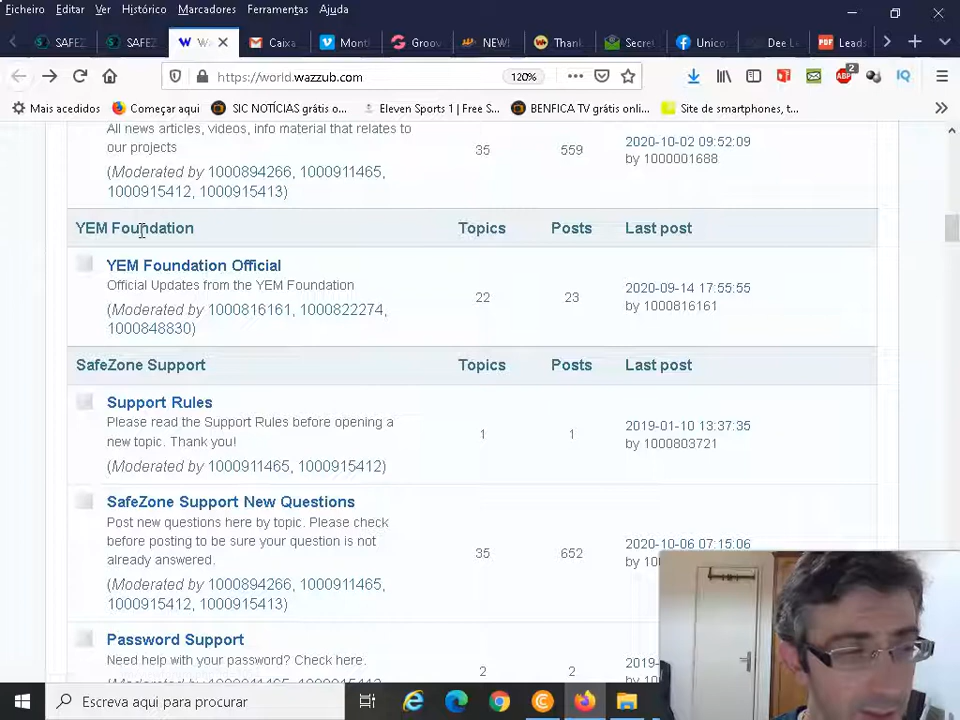 Ficheiro Editar Ver Histórico Marcadores Ferramentas Ajuda
SAFEZ SAFEZ Wa Caixa Mont Groov NEW! Thanl Secre Unico Dee L Leads
https://world.wazzub.com 120% 2 ABP IQ
Mais acedidos Começar aqui SIC NOTÍCIAS grátis o... Eleven Sports 1 | Free S... BENFICA TV grátis onli... Site de smartphones, t...
All news articles, videos, info material that relates to
our projects
35 559 2020-10-02 09:52:09
by 1000001688
(Moderated by 1000894266, 1000911465,
1000915412, 1000915413)
YEM Foundation Topics Posts Last post
YEM Foundation Official
Official Updates from the YEM Foundation
22 23 2020-09-14 17:55:55
by 1000816161
(Moderated by 1000816161, 1000822274,
1000848830)
SafeZone Support Topics Posts Last post
Support Rules
Please read the Support Rules before opening a
new topic. Thank you!
1 1 2019-01-10 13:37:35
by 1000803721
(Moderated by 1000911465, 1000915412)
SafeZone Support New Questions
Post new questions here by topic. Please check
before posting to be sure your question is not
already answered.
35 652 2020-10-06 07:15:06
(Moderated by 1000894266, 1000911465,
1000915412, 1000915413)
Password Support
Need help with your password? Check here.
2 2 2019-
Escreve aqui para procurar